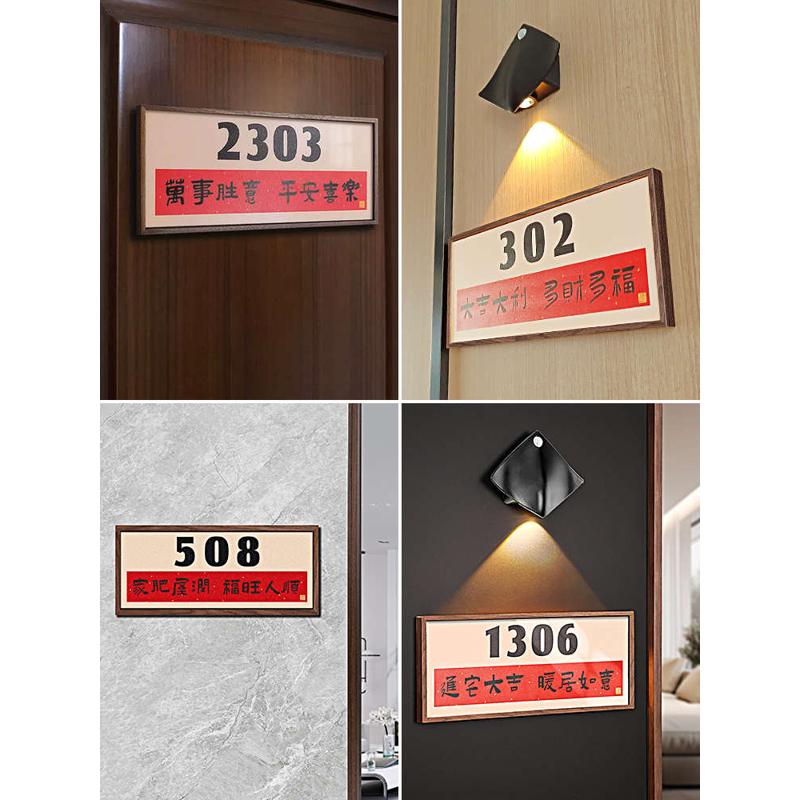 2303
萬事胜意 平安喜樂
302
大吉大利 多財多福
508
家肥屋潤 福旺人順
1306
進宅大吉 暖居如意